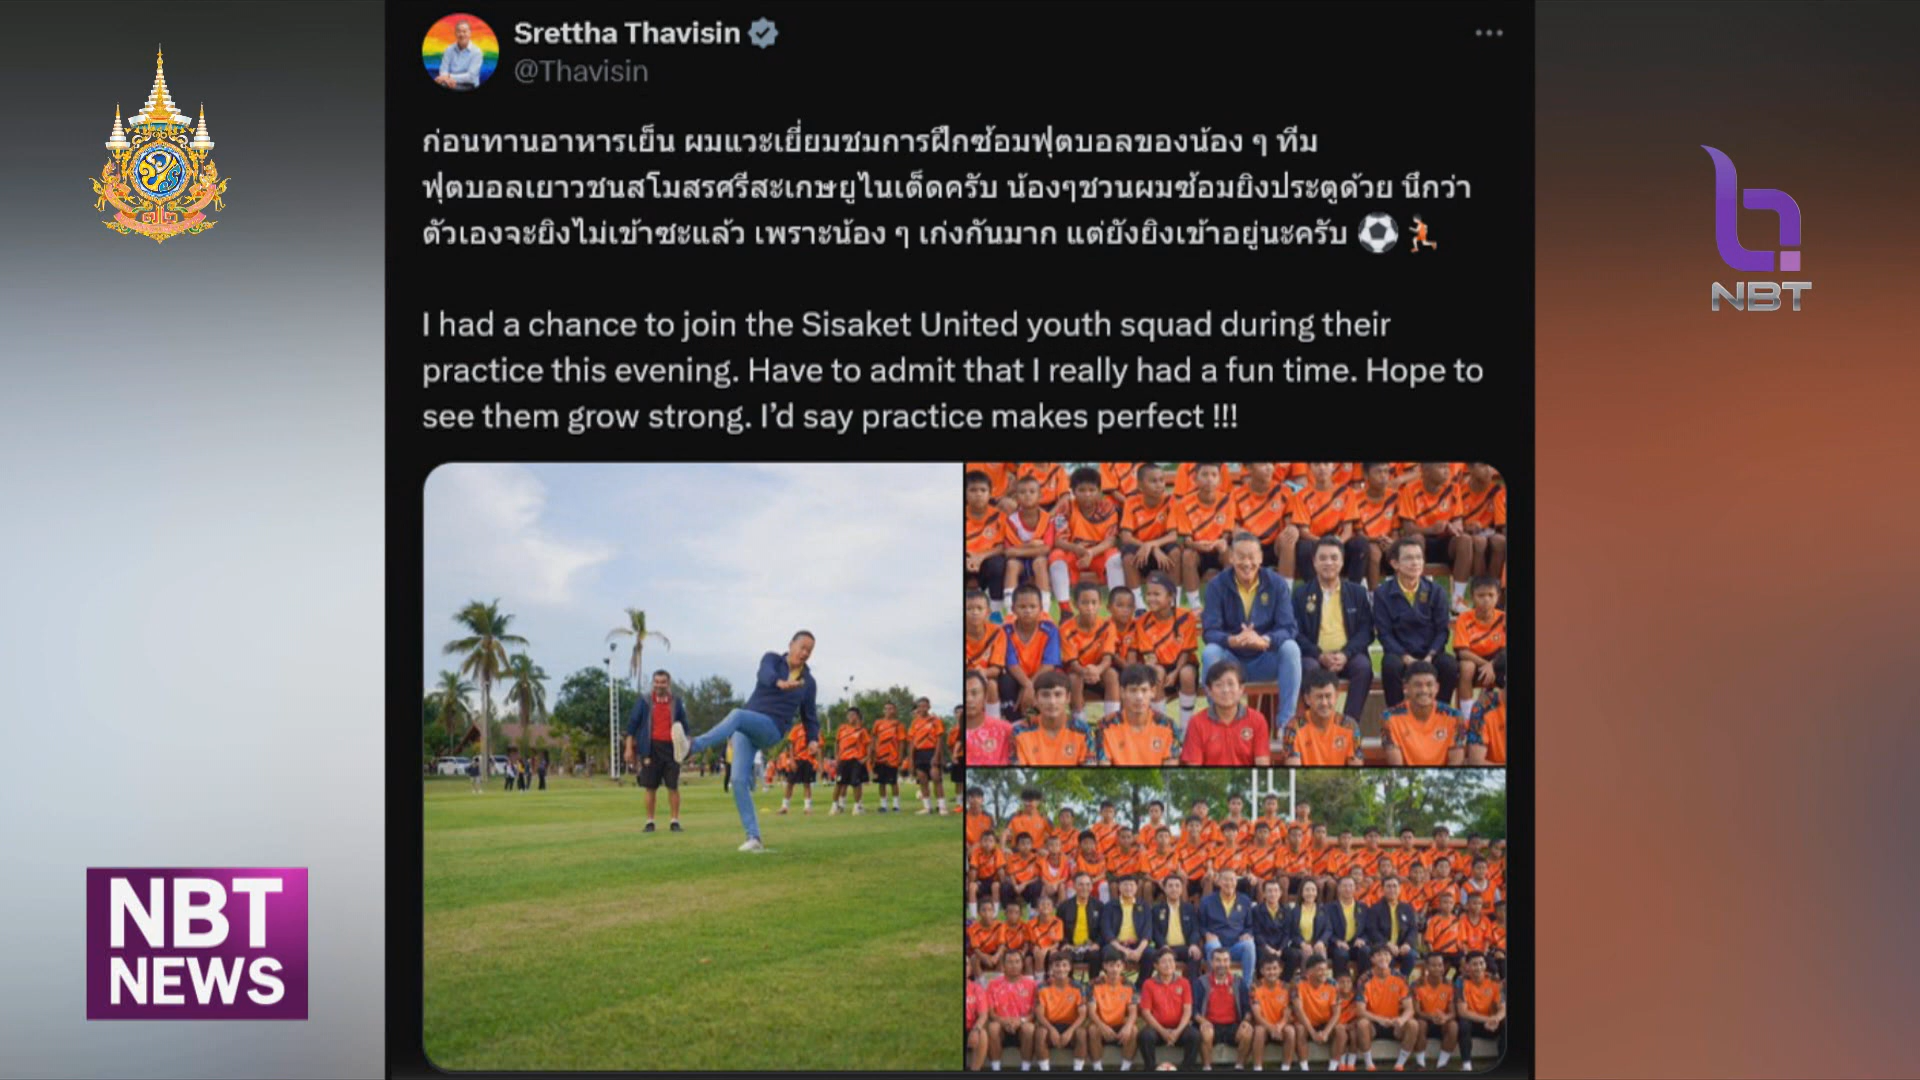 Srettha Thavisin
@Thavisin
ก่อนทานอาหารเย็น ผมแวะเยี่ยมชมการฝึกซ้อมฟุตบอลของน้อง ๆ ทีม
ฟุตบอลเยาวชนสโมสรศรีสะเกษยูไนเต็ดครับ น้องๆชวนผมซ้อมยิงประตูด้วย นึกว่า
ตัวเองจะยิงไม่เข้าซะแล้ว เพราะน้อง ๆ เก่งกันมาก แต่ยังยิงเข้าอยู่นะครับ
I had a chance to join the Sisaket United youth squad during their
practice this evening. Have to admit that I really had a fun time. Hope to
see them grow strong. I’d say practice makes perfect !!!
NBT
NBT
NEWS